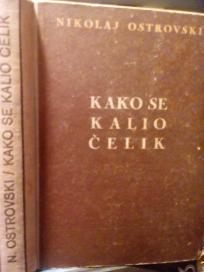 N. OSTROVSKI / KAKO SE KALIO ČELIK
NIKOLAJ OSTROVSKI
KAKO SE
KALIO
ČELIK